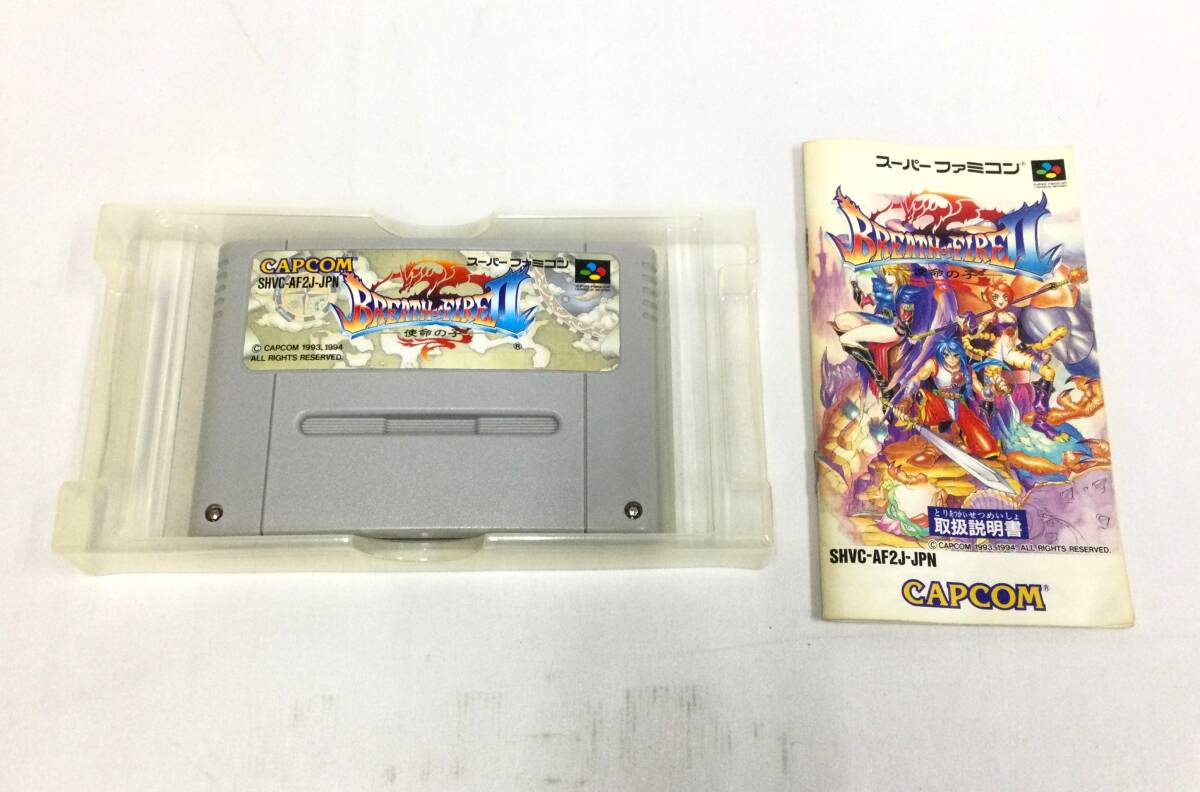 CAPCOM
SHVC-AF2J-JPN
スーパーファミコン
BREATH of FIRE II
使命の子
®
© CAPCOM 1993,1994
ALL RIGHTS RESERVED.
スーパーファミコン®
BREATH of FIRE II
使命の子
とりあつかいせつめいしょ
取扱説明書
© CAPCOM 1993, 1994, ALL RIGHTS RESERVED.
SHVC-AF2J-JPN
CAPCOM®